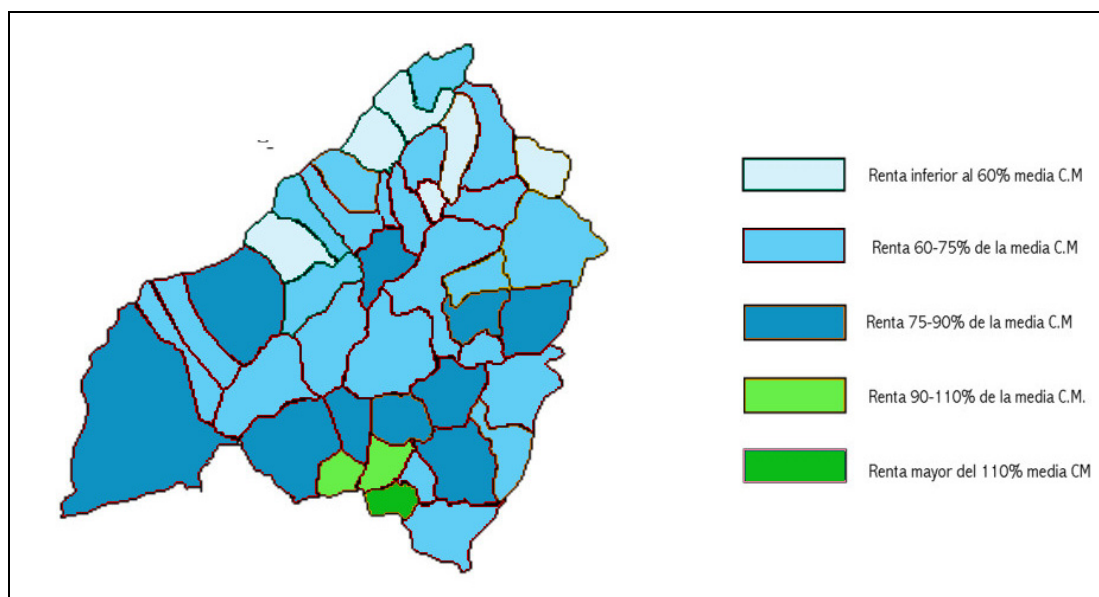 Renta inferior al 60% media C.M
Renta 60-75% de la media C.M
Renta 75-90% de la media C.M
Renta 90-110% de la media C.M.
Renta mayor del 110% media CM